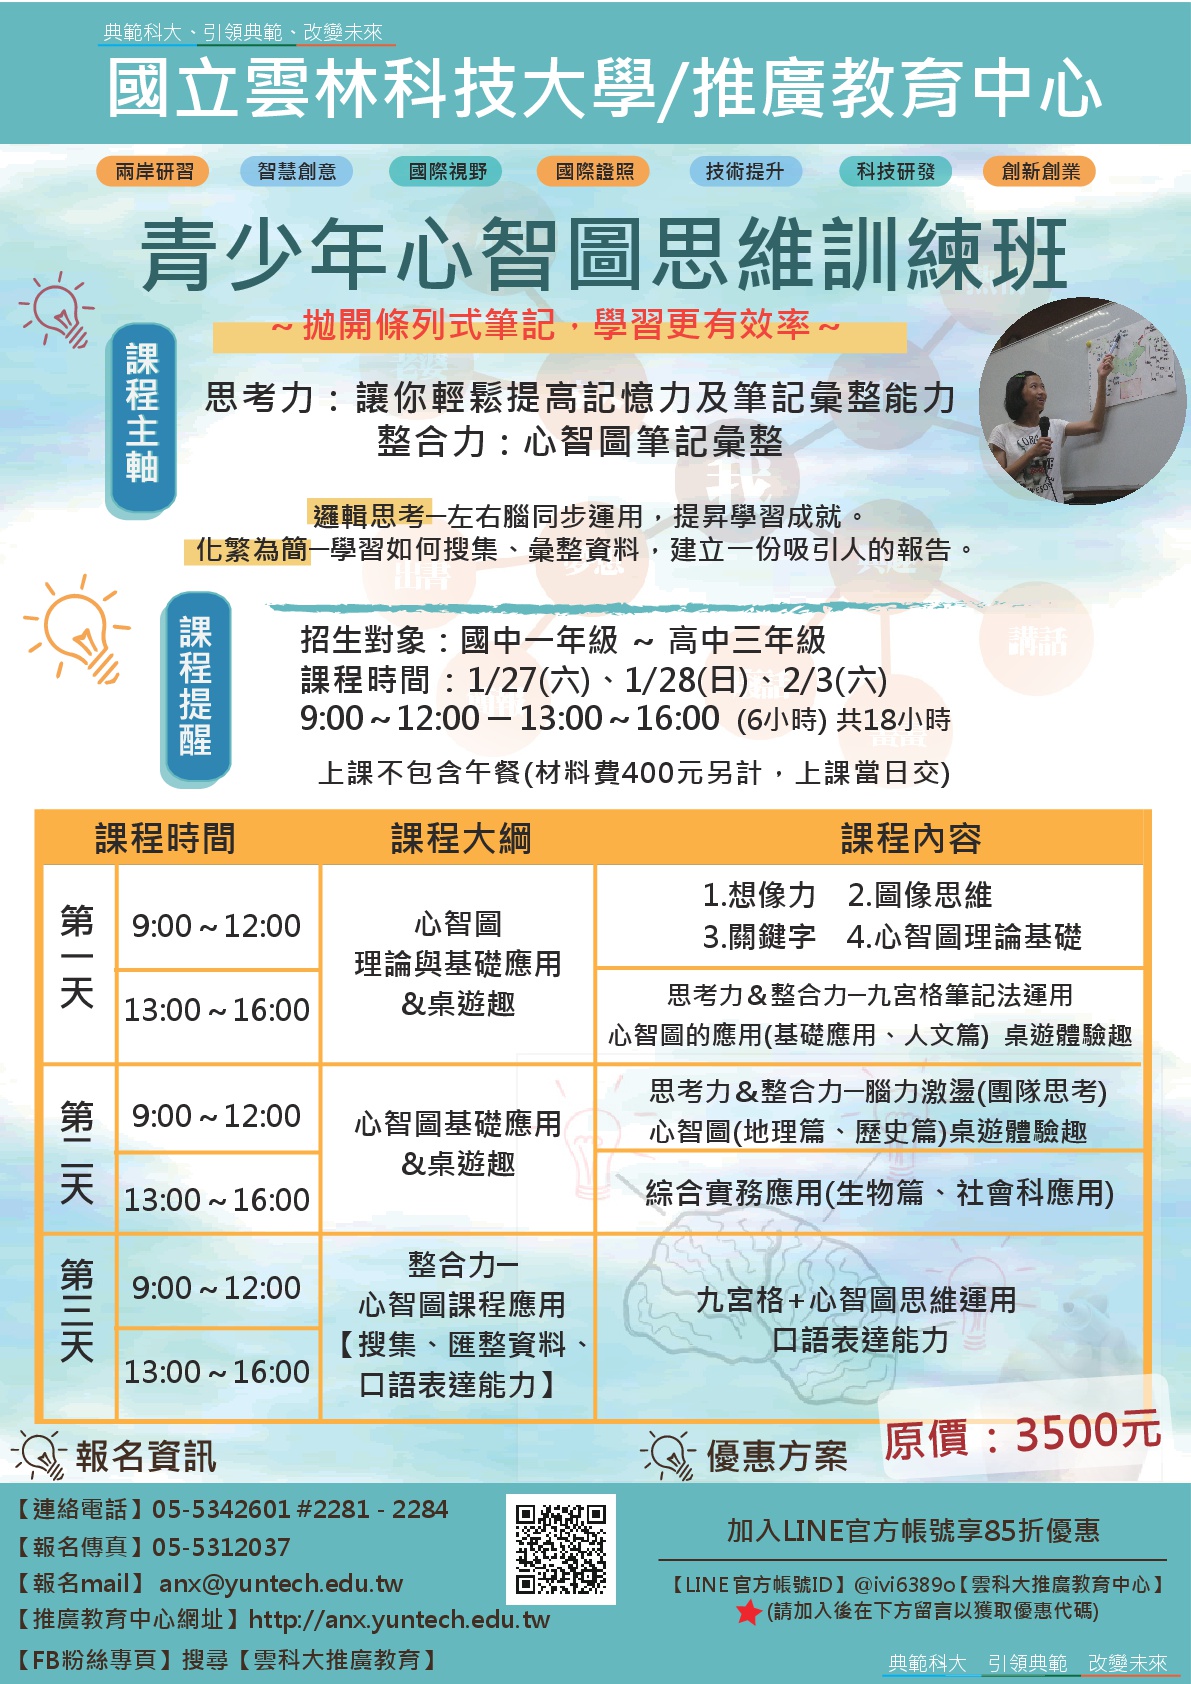 典範科大、引領典範、改變未來
國立雲林科技大學/推廣教育中心
兩岸研習 智慧創意 國際視野 國際證照 技術提升 科技研發 創新創業
青少年心智圖思維訓練班
~拋開條列式筆記，學習更有效率~
課程主軸
思考力：讓你輕鬆提高記憶力及筆記彙整能力
整合力：心智圖筆記彙整
我
邏輯思考─左右腦同步運用，提昇學習成就。
化繁為簡─學習如何搜集、彙整資料，建立一份吸引人的報告。
講話
課程提醒
招生對象：國中一年級 ~ 高中三年級
課程時間：1/27(六)、1/28(日)、2/3(六)
9:00~12:00－13:00~16:00 (6小時) 共18小時
上課不包含午餐(材料費400元另計，上課當日交)
課程時間 課程大綱 課程內容
第一天
9:00~12:00
13:00~16:00
心智圖
理論與基礎應用
&桌遊趣
1.想像力 2.圖像思維
3.關鍵字 4.心智圖理論基礎
思考力&整合力─九宮格筆記法運用
心智圖的應用(基礎應用、人文篇) 桌遊體驗趣
第二天
9:00~12:00
13:00~16:00
心智圖基礎應用
&桌遊趣
思考力&整合力─腦力激盪(團隊思考)
心智圖(地理篇、歷史篇)桌遊體驗趣
綜合實務應用(生物篇、社會科應用)
第三天
9:00~12:00
13:00~16:00
整合力─
心智圖課程應用
【搜集、匯整資料、
口語表達能力】
九宮格+心智圖思維運用
口語表達能力
原價：3500元
報名資訊
【連絡電話】05-5342601 #2281 - 2284
【報名傳真】05-5312037
【報名mail】 anx@yuntech.edu.tw
【推廣教育中心網址】http://anx.yuntech.edu.tw
【FB粉絲專頁】搜尋【雲科大推廣教育】
優惠方案
加入LINE官方帳號享85折優惠
【LINE官方帳號ID】@ivi6389o【雲科大推廣教育中心】
(請加入後在下方留言以獲取優惠代碼)
典範科大 引領典範 改變未來